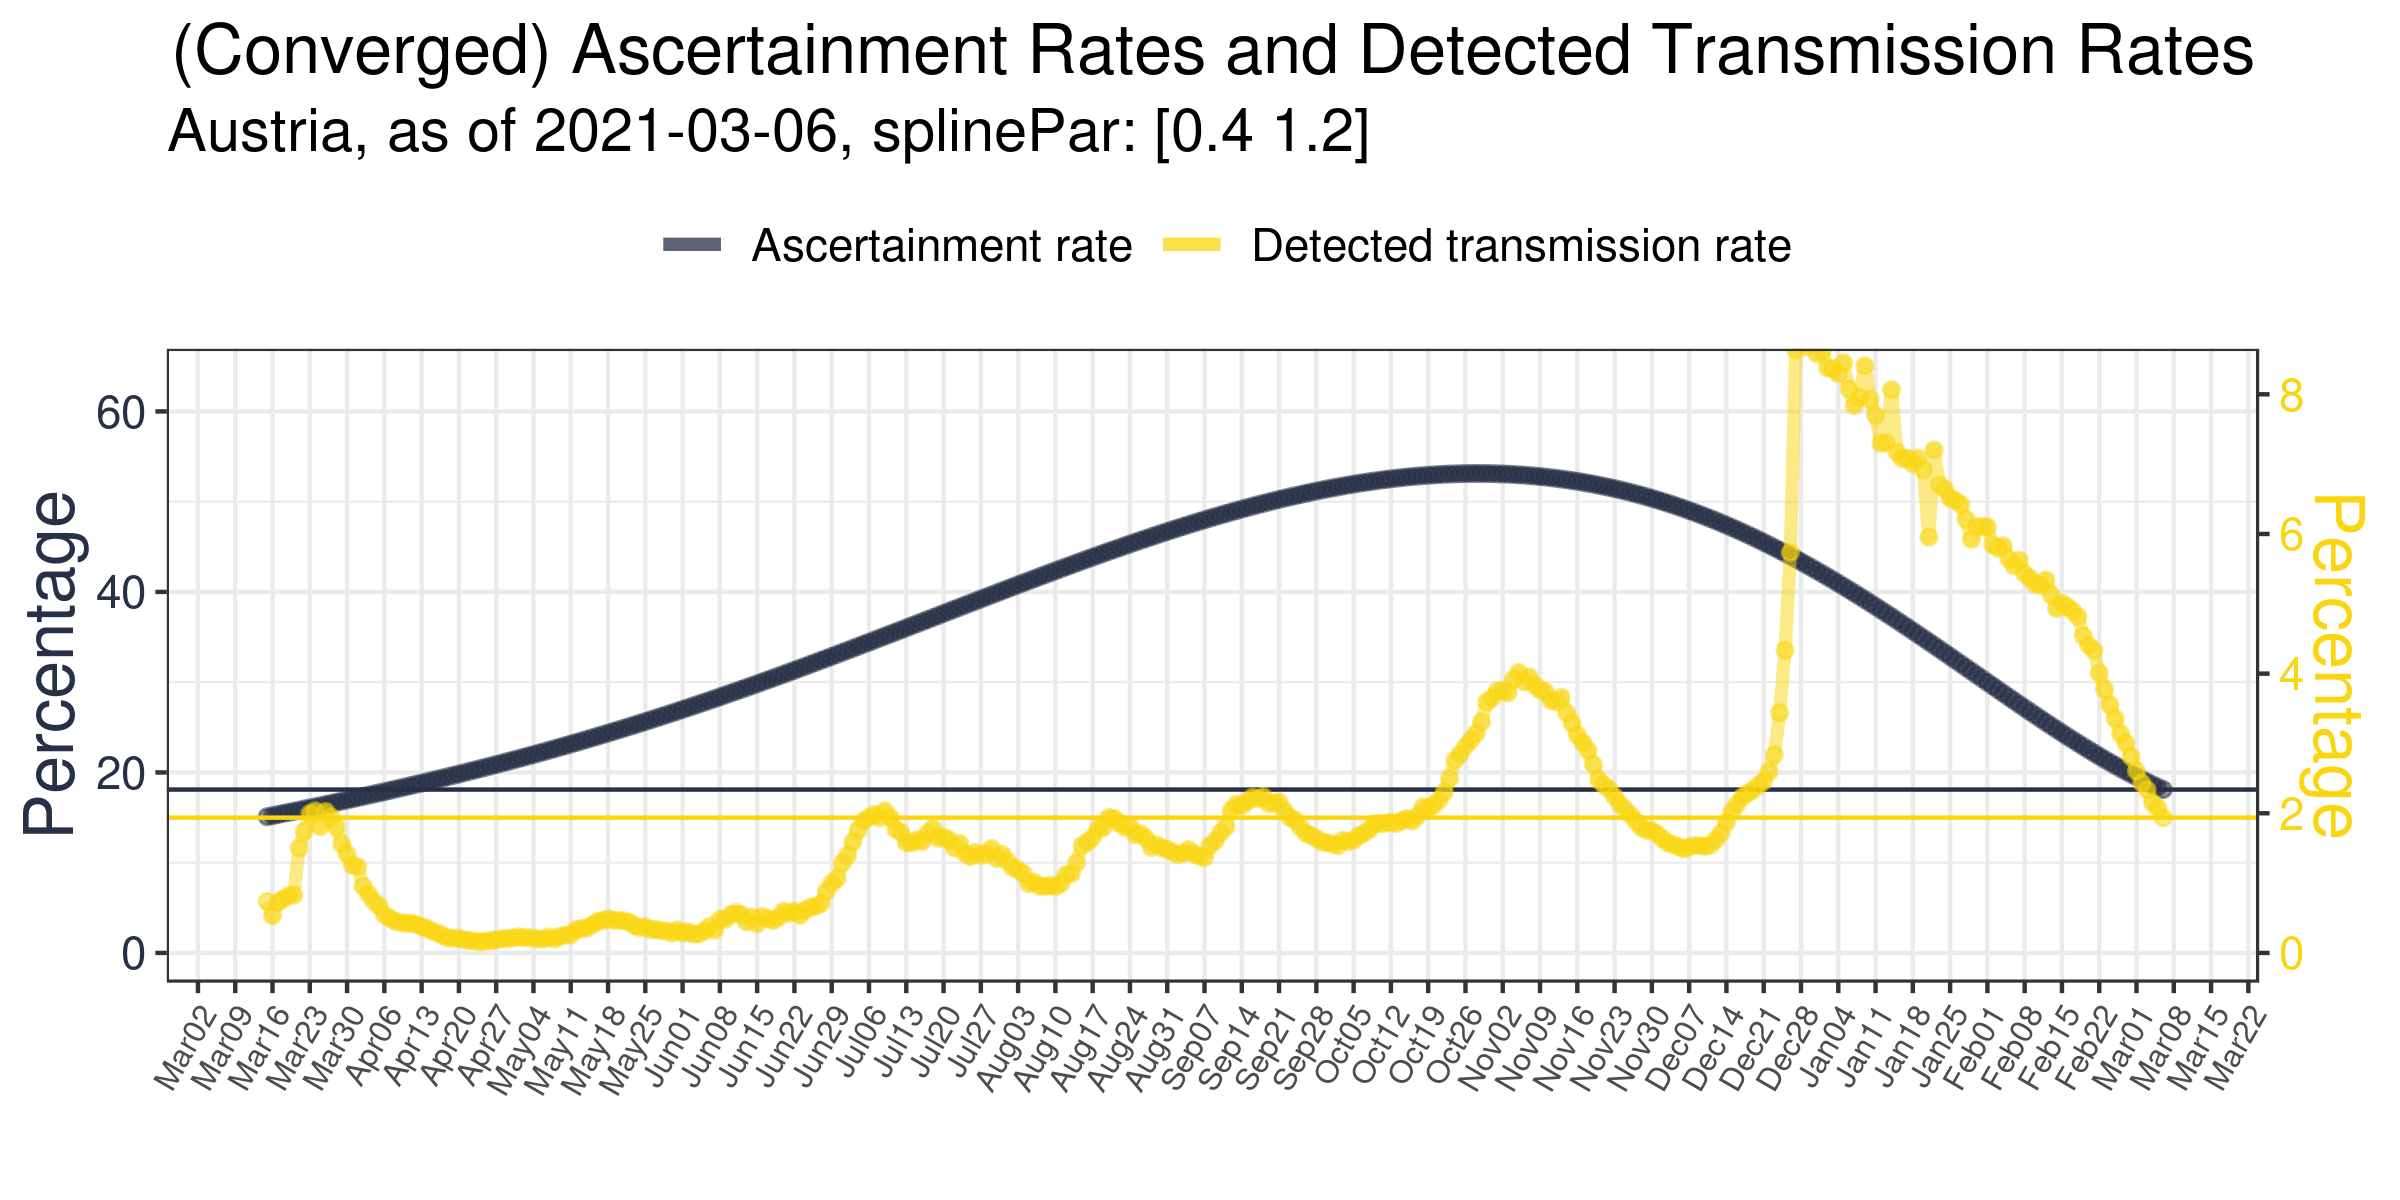 (Converged) Ascertainment Rates and Detected Transmission Rates
Austria, as of 2021-03-06, splinePar: [0.4 1.2]
Ascertainment rate Detected transmission rate
Percentage
60
40
20
0
8
6
4
2
0
Percentage
Mar02 Mar09 Mar16 Mar23 Mar30 Apr06 Apr13 Apr20 Apr27 May04 May11 May18 May25 Jun01 Jun08 Jun15 Jun22 Jun29 Jul06 Jul13 Jul20 Jul27 Aug03 Aug10 Aug17 Aug24 Aug31 Sep07 Sep14 Sep21 Sep28 Oct05 Oct12 Oct19 Oct26 Nov02 Nov09 Nov16 Nov23 Nov30 Dec07 Dec14 Dec21 Dec28 Jan04 Jan11 Jan18 Jan25 Feb01 Feb08 Feb15 Feb22 Mar01 Mar08 Mar15 Mar22